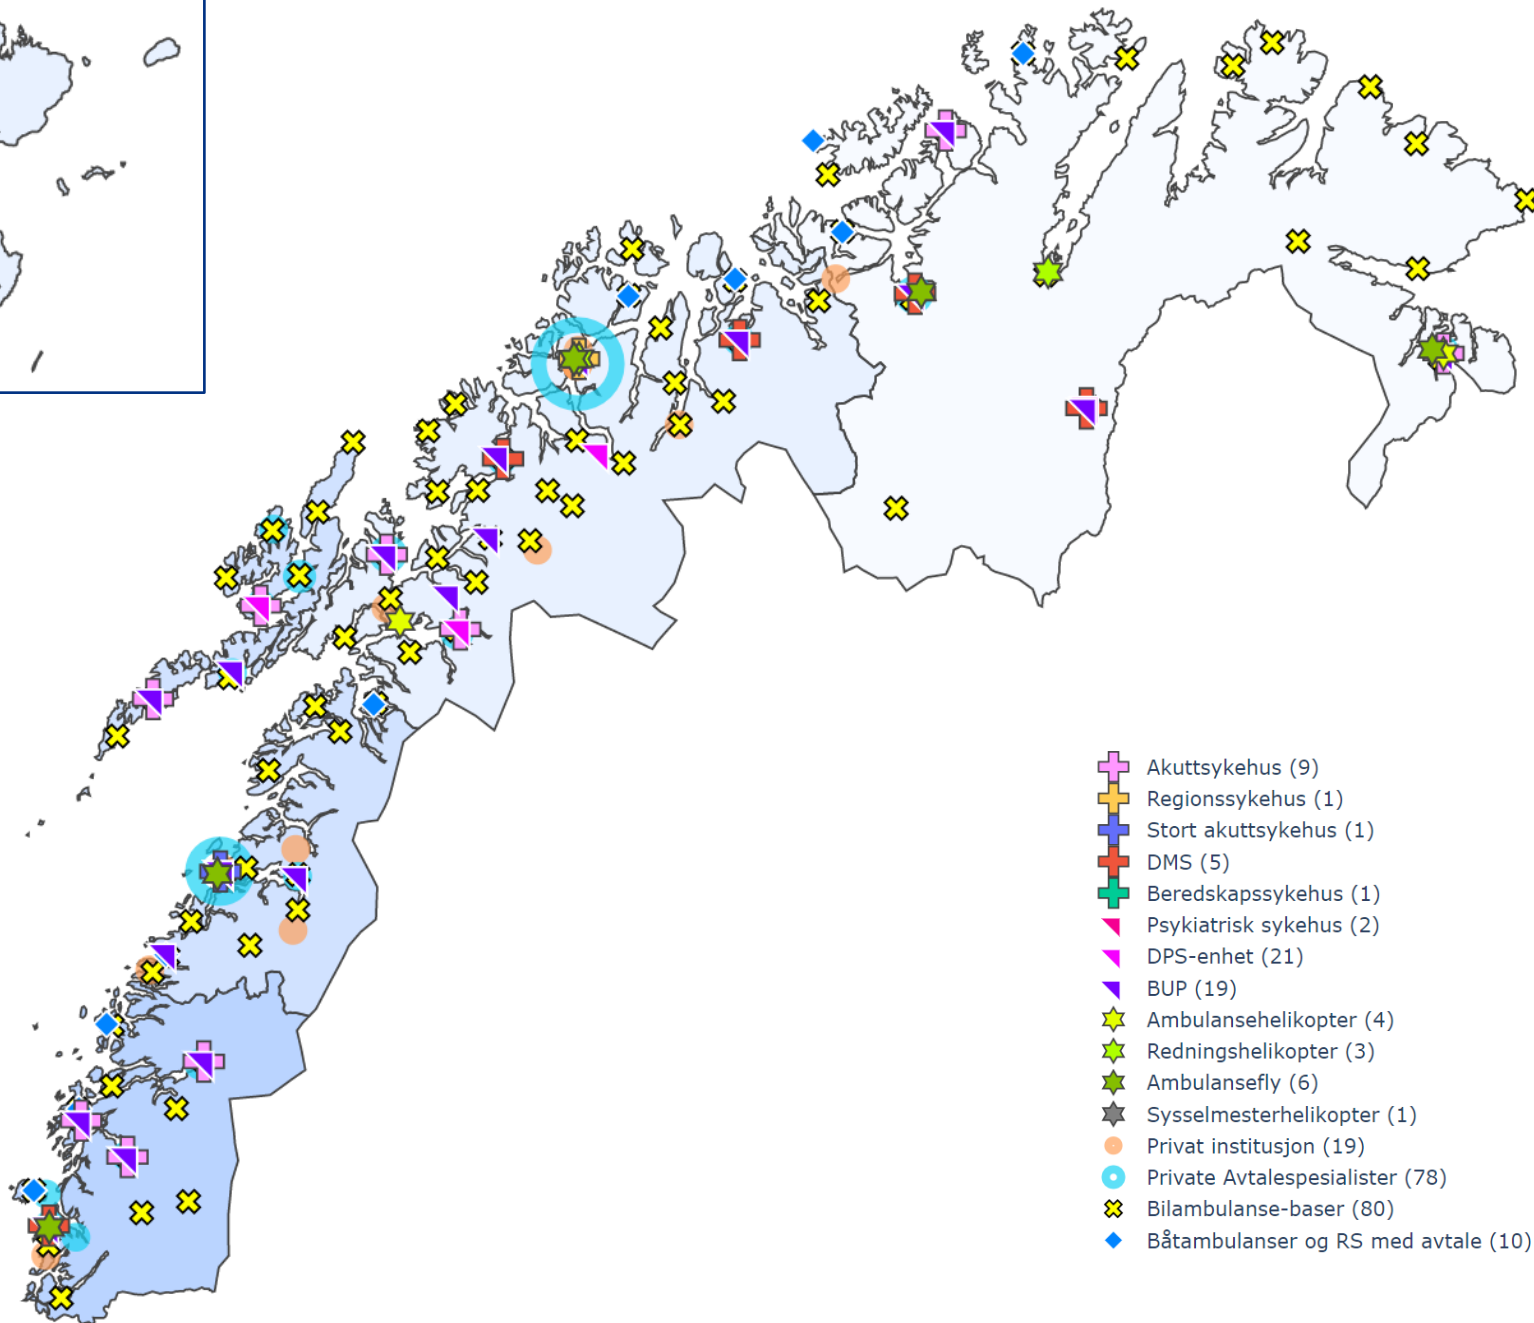 Akuttsykehus (9)
Regionssykehus (1)
Stort akuttsykehus (1)
DMS (5)
Beredskapssykehus (1)
Psykiatrisk sykehus (2)
DPS-enhet (21)
BUP (19)
Ambulansehelikopter (4)
Redningshelikopter (3)
Ambulansefly (6)
Sysselmesterhelikopter (1)
Privat institusjon (19)
Private Avtalespesialister (78)
Bilambulanse-baser (80)
Båtambulanser og RS med avtale (10)